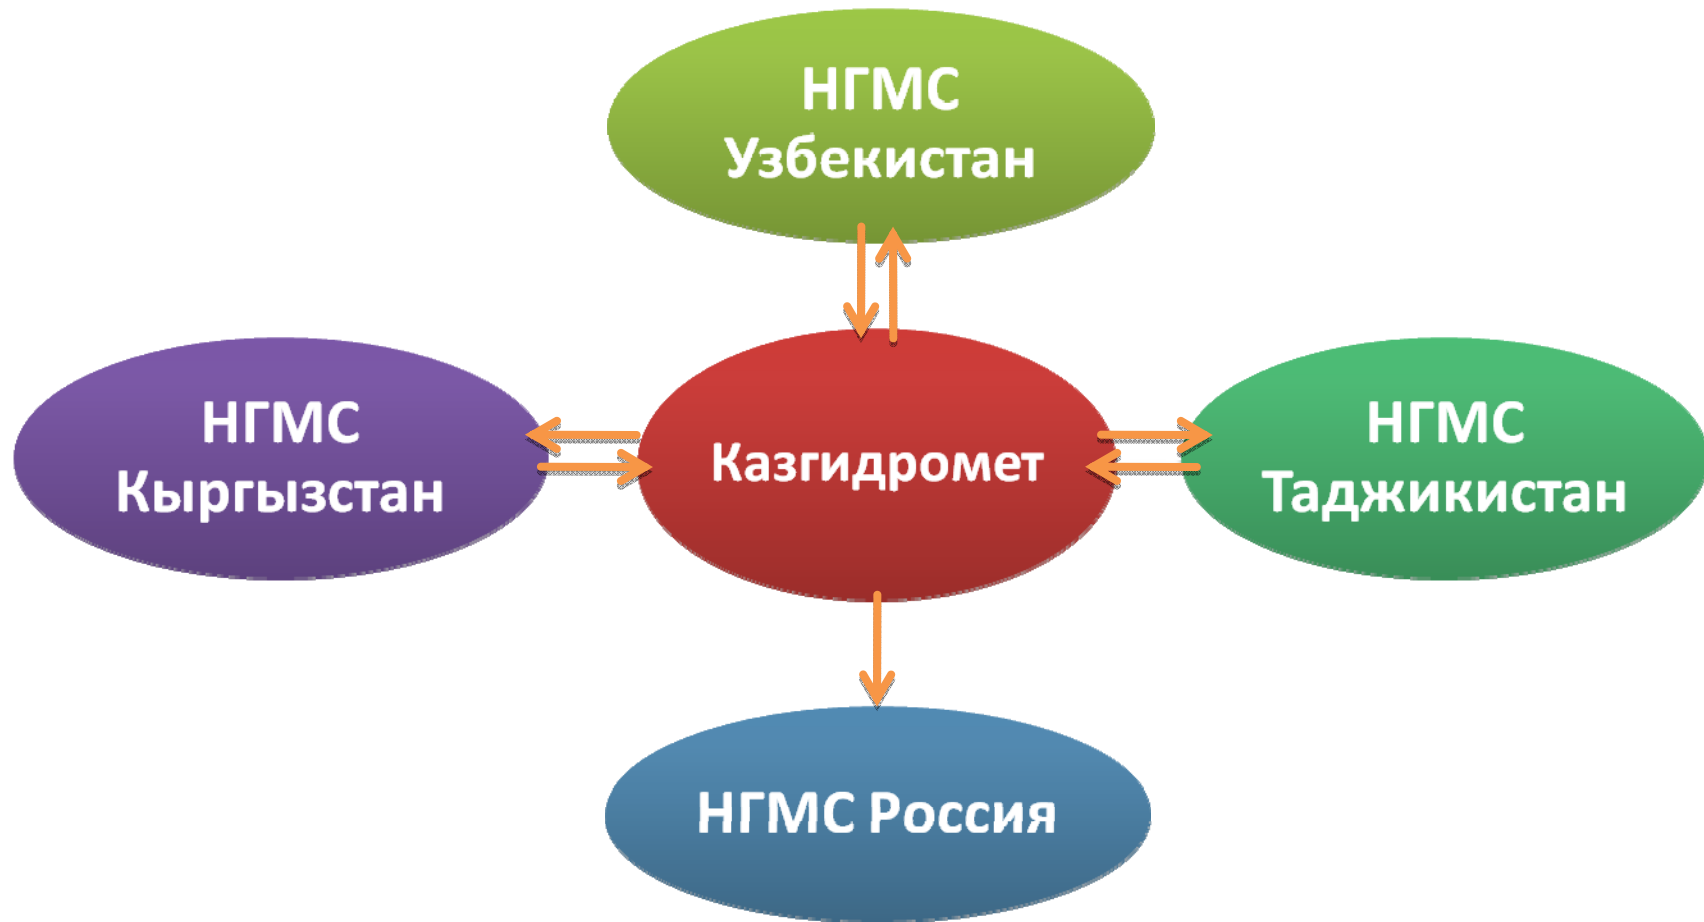 НГМС
Узбекистан
НГМС
Кыргызстан
Казгидромет
НГМС
Таджикистан
НГМС Россия